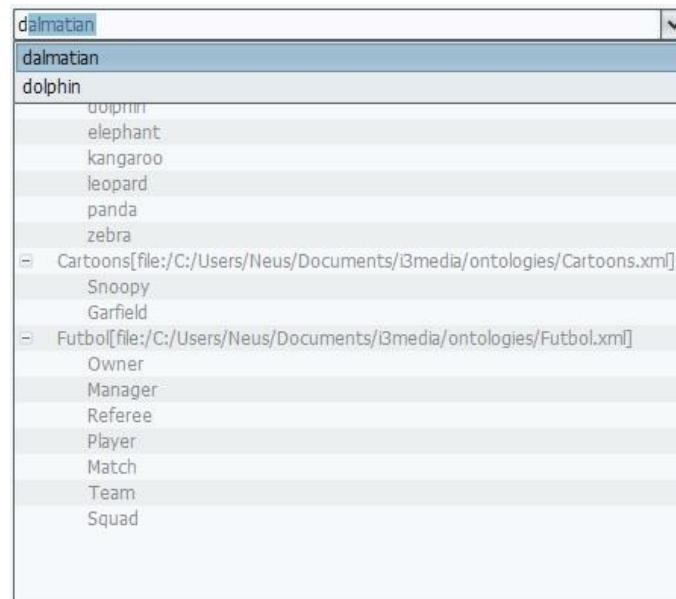 dalmatian
dalmatian
dolphin
dolphin
elephant
kangaroo
leopard
panda
zebra
Cartoons[file:/C:/Users/Neus/Documents/i3media/ontologies/Cartoons.xml]
Snoopy
Garfield
Futbol[file:/C:/Users/Neus/Documents/i3media/ontologies/Futbol.xml]
Owner
Manager
Referee
Player
Match
Team
Squad